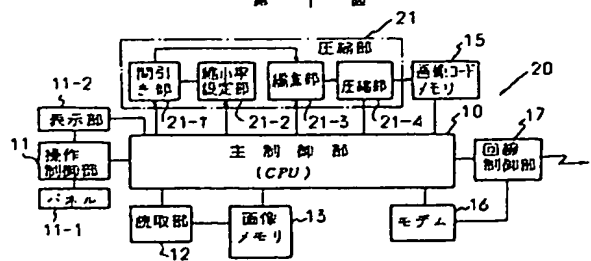 第 1 図
21
圧縮部
間引き部
縮小率設定部
編集部
圧縮部
15
画像コードメモリ
20
11-2
表示部
21-1
21-2
21-3
21-4
10
17
11
操作制御部
主制御部
(CPU)
回線制御部
パネル
11-1
読取部
12
画像メモリ
13
モデム
16